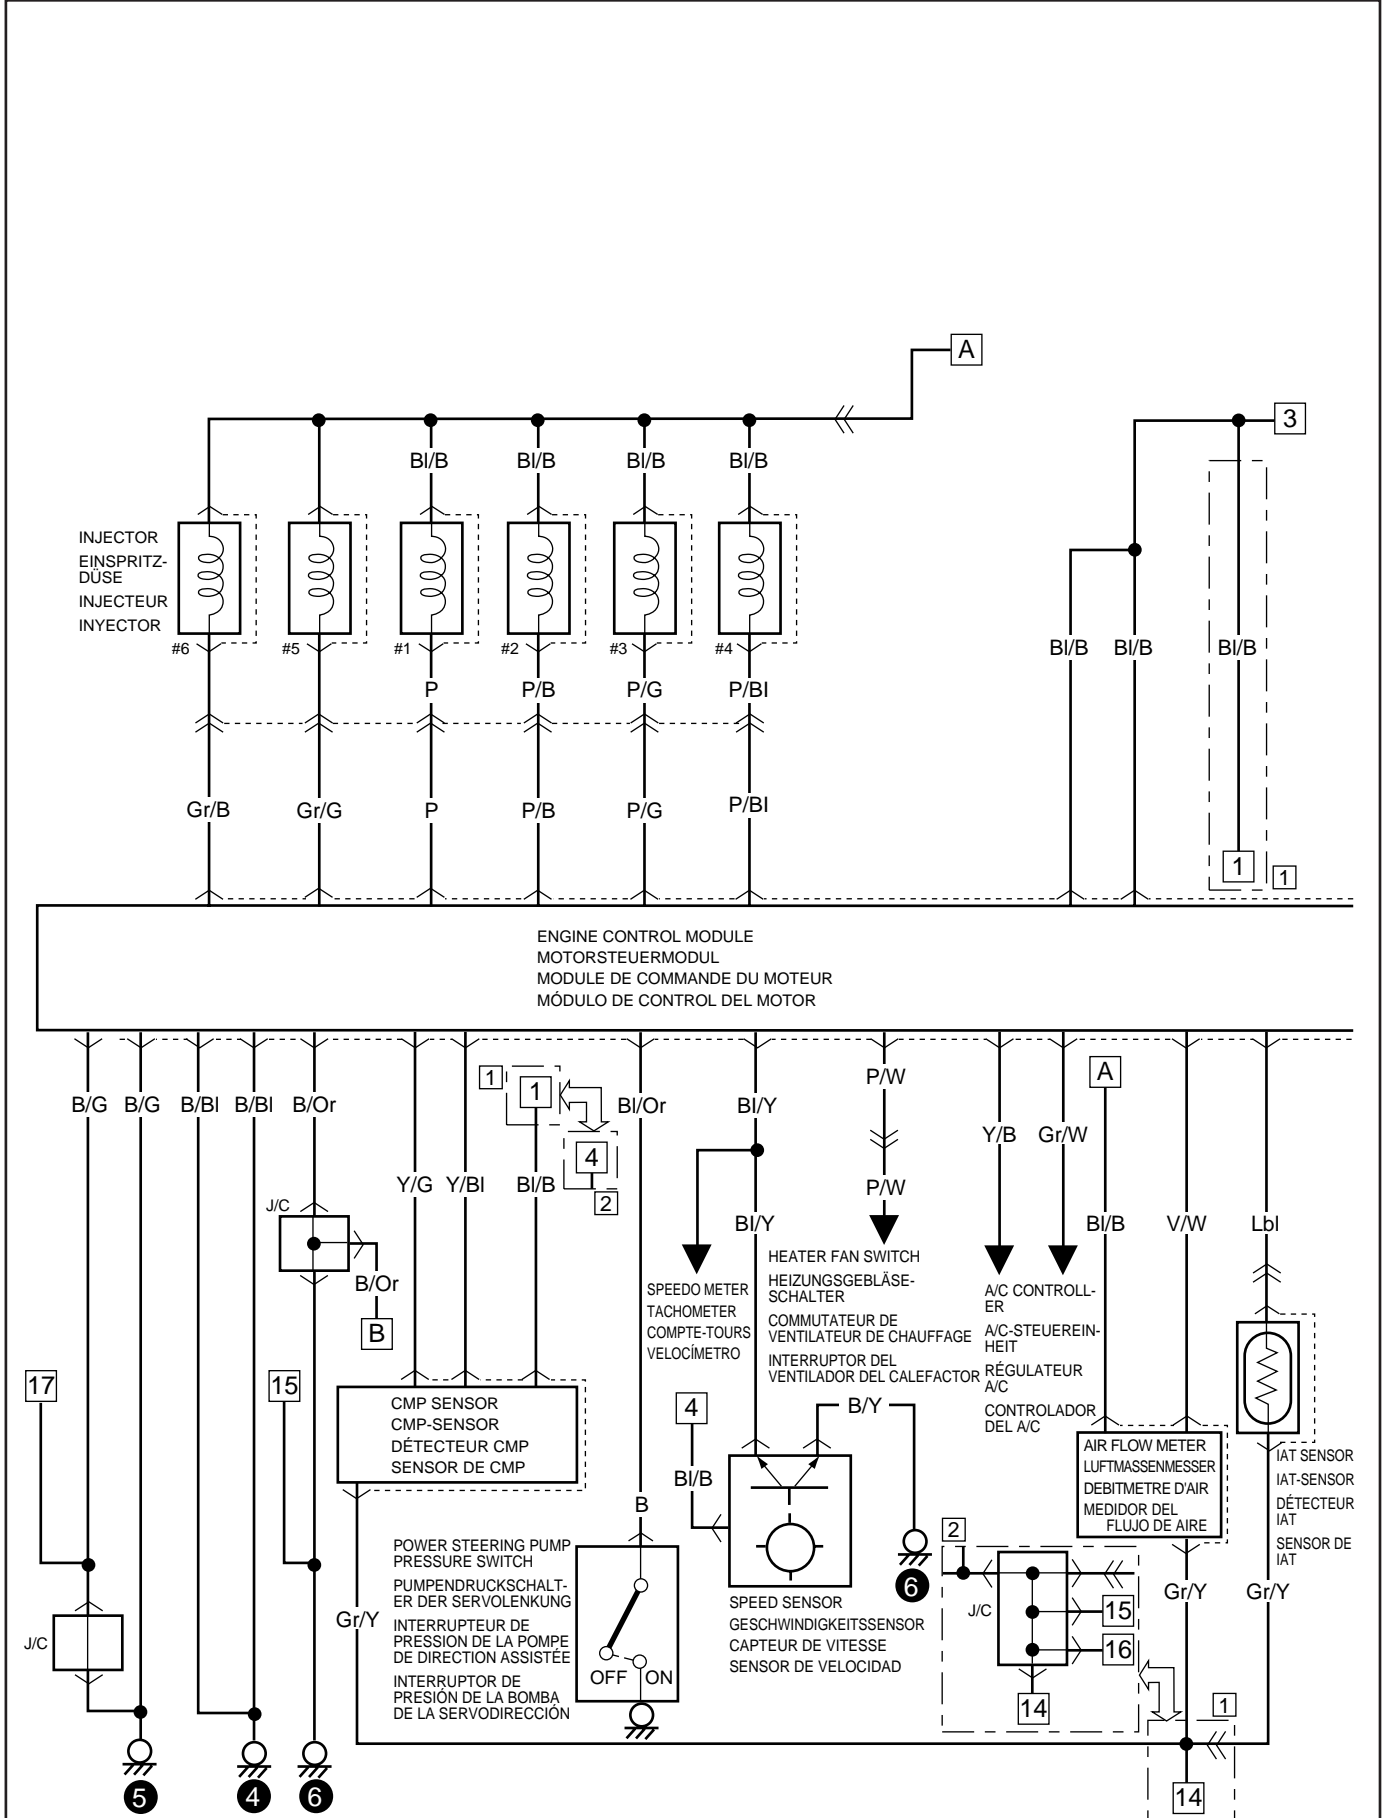 A
3
Bl/B
Bl/B
Bl/B
Bl/B
INJECTOR
EINSPRITZ-
DÜSE
INJECTEUR
INYECTOR
#6
#5
#1
#2
#3
#4
Bl/B
Bl/B
Bl/B
P
P/B
P/G
P/Bl
Gr/B
Gr/G
P
P/B
P/G
P/Bl
1
1
ENGINE CONTROL MODULE
MOTORSTEUERMODUL
MODULE DE COMMANDE DU MOTEUR
MÓDULO DE CONTROL DEL MOTOR
B/G
B/G
B/Bl
B/Bl
B/Or
1
1
4
2
Bl/Or
Bl/Y
P/W
A
Y/B
Gr/W
Y/G
Y/Bl
Bl/B
P/W
J/C
Bl/Y
Bl/B
V/W
Lbl
B/Or
B
SPEEDO METER
TACHOMETER
COMPTE-TOURS
VELOCÍMETRO
HEATER FAN SWITCH
HEIZUNGSGEBLÄSE-
SCHALTER
COMMUTATEUR DE
VENTILATEUR DE CHAUFFAGE
INTERRUPTOR DEL
VENTILADOR DEL CALEFACTOR
A/C CONTROLL-
ER
A/C-STEUEREIN-
HEIT
RÉGULATEUR
A/C
CONTROLADOR
DEL A/C
17
15
CMP SENSOR
CMP-SENSOR
DÉTECTEUR CMP
SENSOR DE CMP
4
B/Y
Bl/B
AIR FLOW METER
LUFTMASSENMESSER
DEBITMETRE D'AIR
MEDIDOR DEL
FLUJO DE AIRE
IAT SENSOR
IAT-SENSOR
DÉTECTEUR
IAT
SENSOR DE
IAT
B
POWER STEERING PUMP
PRESSURE SWITCH
PUMPENDRUCKSCHALT-
ER DER SERVOLENKUNG
INTERRUPTEUR DE
PRESSION DE LA POMPE
DE DIRECTION ASSISTÉE
INTERRUPTOR DE
PRESIÓN DE LA BOMBA
DE LA SERVODIRECCIÓN
OFF
ON
6
2
SPEED SENSOR
GESCHWINDIGKEITSSENSOR
CAPTEUR DE VITESSE
SENSOR DE VELOCIDAD
J/C
15
16
14
Gr/Y
Gr/Y
Gr/Y
J/C
1
14
5
4
6